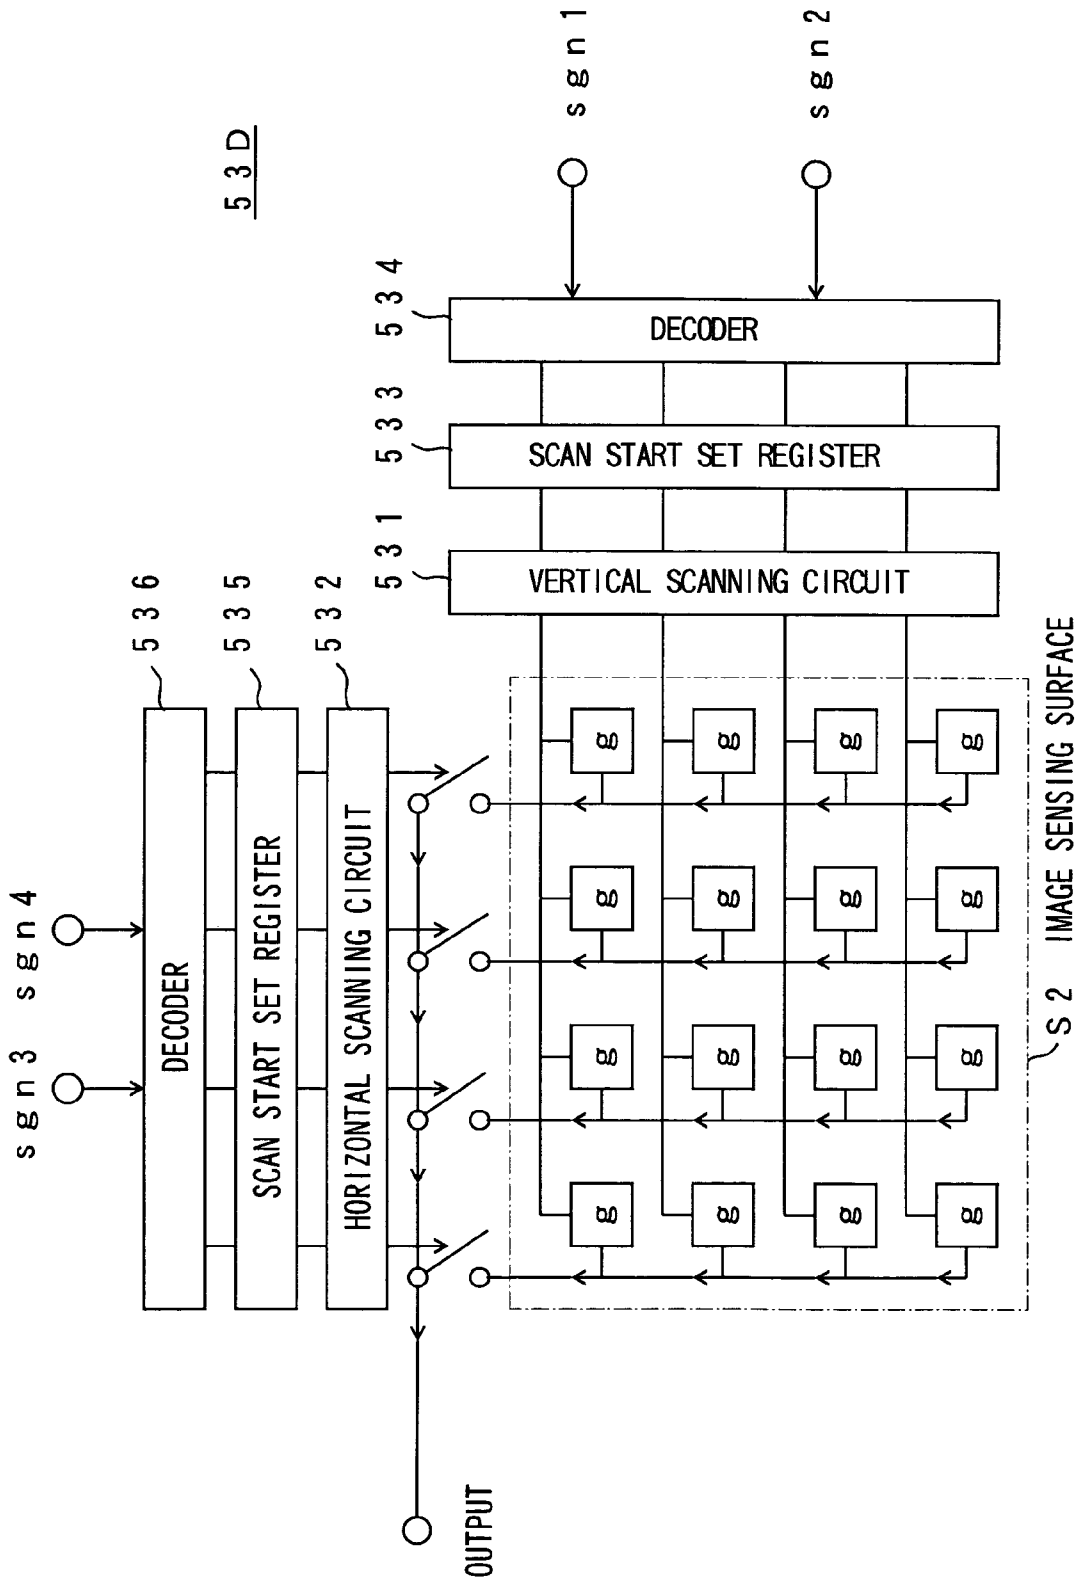 53D
sgn1
sgn2
534
DECODER
533
SCAN START SET REGISTER
531
VERTICAL SCANNING CIRCUIT
sgn3
sgn4
536
DECODER
535
SCAN START SET REGISTER
532
HORIZONTAL SCANNING CIRCUIT
g g g g
g g g g
g g g g
g g g g
OUTPUT
S2 IMAGE SENSING SURFACE